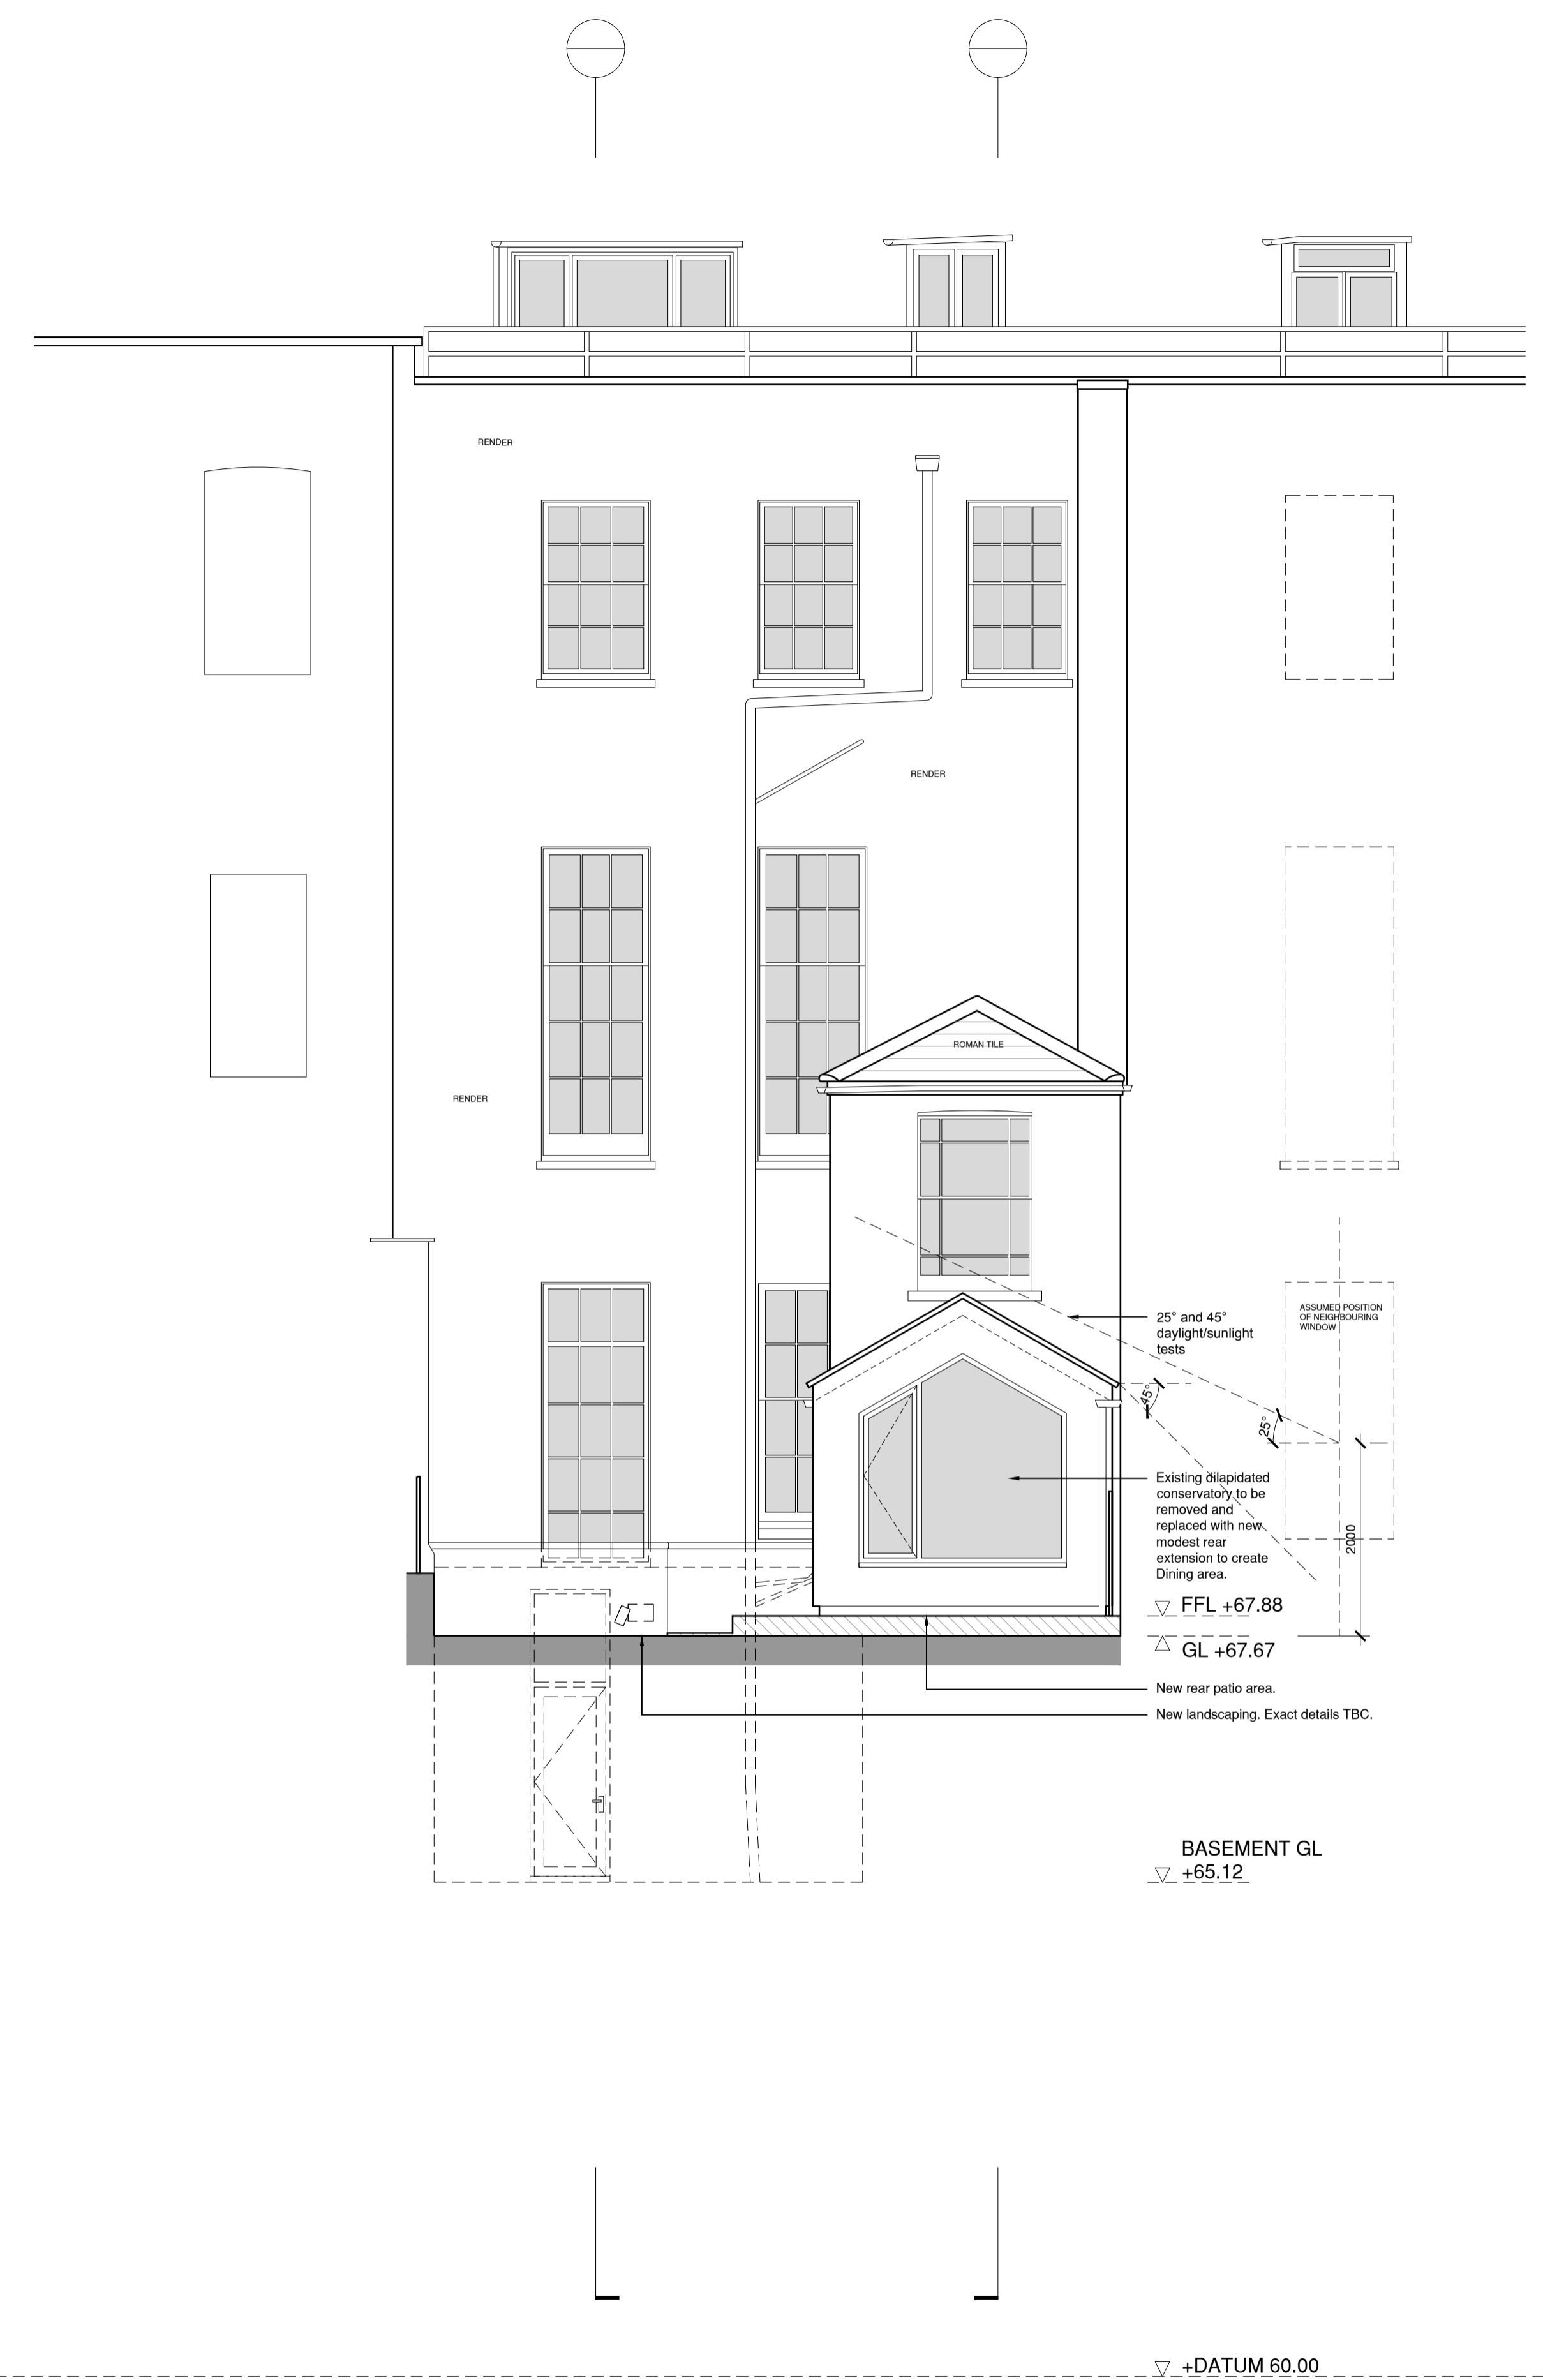 RENDER
RENDER
ROMAN TILE
RENDER
ASSUMED POSITION
OF NEIGHBOURING
WINDOW
25° and 45°
daylight/sunlight
tests
45°
25°
Existing dilapidated
conservatory to be
removed and
replaced with new
modest rear
extension to create
Dining area.
2000
FFL +67.88
GL +67.67
New rear patio area.
New landscaping. Exact details TBC.
BASEMENT GL
+65.12
+DATUM 60.00